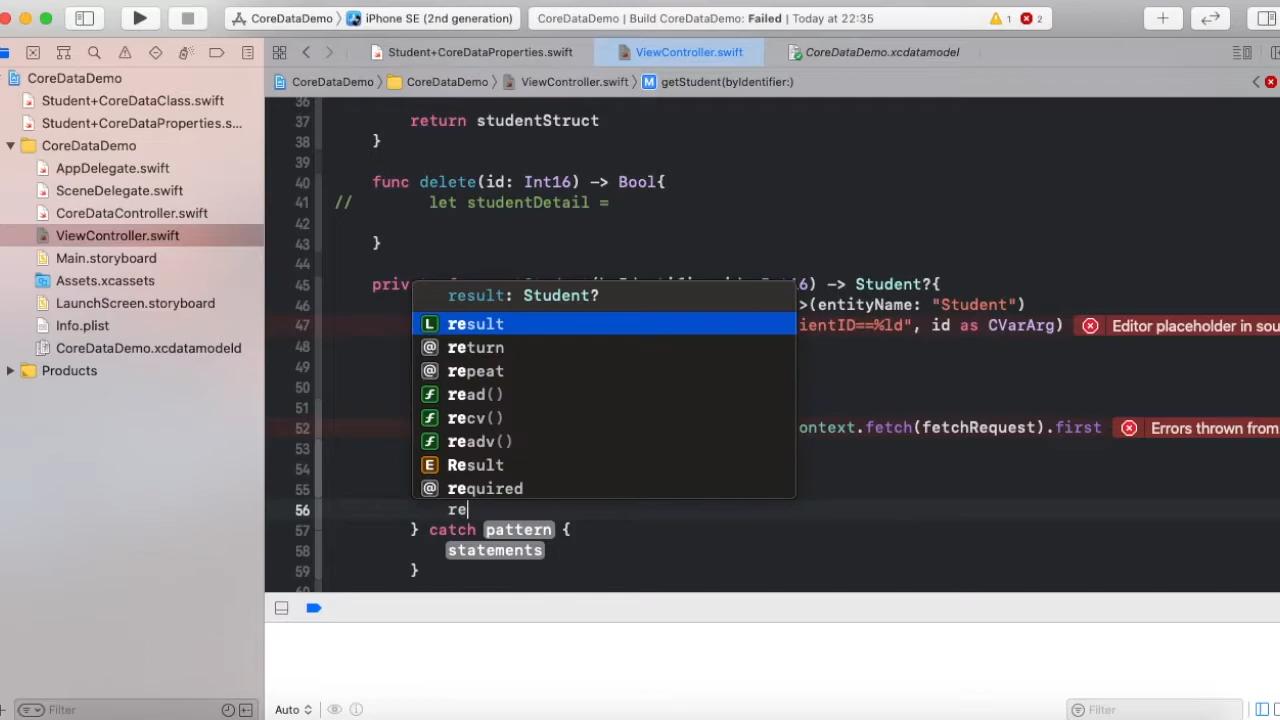 CoreDataDemo 〉 iPhone SE (2nd generation)
CoreDataDemo | Build CoreDataDemo: Failed | Today at 22:35
1 2
Student+CoreDataProperties.swift ViewController.swift CoreDataDemo.xcdatamodel
CoreDataDemo 〉 CoreDataDemo 〉 ViewController.swift 〉 M getStudent(byIdentifier:)
CoreDataDemo
Student+CoreDataClass.swift
Student+CoreDataProperties.s...
CoreDataDemo
AppDelegate.swift
SceneDelegate.swift
CoreDataController.swift
ViewController.swift
Main.storyboard
Assets.xcassets
LaunchScreen.storyboard
Info.plist
CoreDataDemo.xcdatamodeld
Products
Filter
36
37 return studentStruct
38 }
39
40 func delete(id: Int16) -> Bool{
41 // let studentDetail =
42
43 }
44
45 priv 6) -> Student?{
46 >(entityName: "Student")
47 ientID==%ld", id as CVarArg) Editor placeholder in sou
48
49
50
51
52 ontext.fetch(fetchRequest).first Errors thrown from
53
54
55
56 re
57 } catch pattern {
58 statements
59 }
result: Student?
L result
@ return
@ repeat
f read()
f recv()
f readv()
E Result
@ required
Auto
Filter